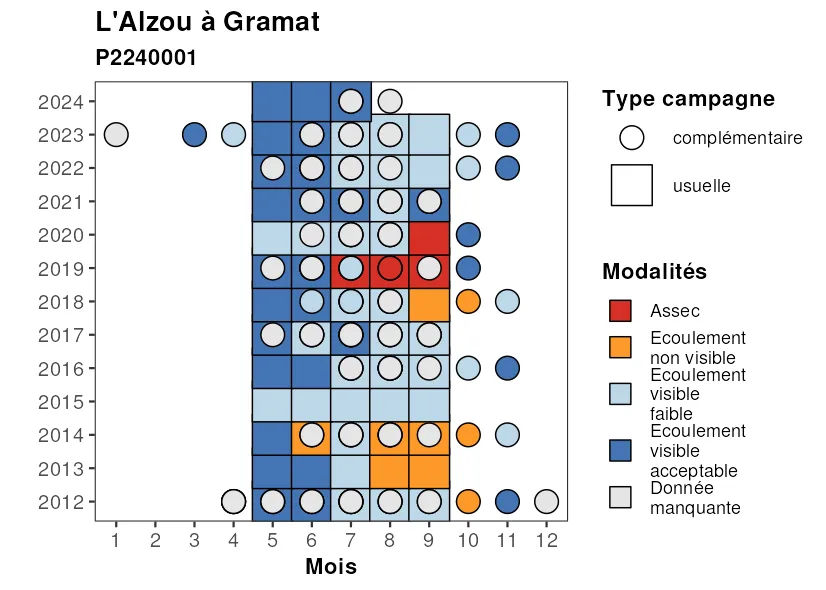 L'Alzou à Gramat
P2240001
2024
2023
2022
2021
2020
2019
2018
2017
2016
2015
2014
2013
2012
1 2 3 4 5 6 7 8 9 10 11 12
Mois
Type campagne
complémentaire
usuelle
Modalités
Assec
Ecoulement
non visible
Ecoulement
visible
faible
Ecoulement
visible
acceptable
Donnée
manquante